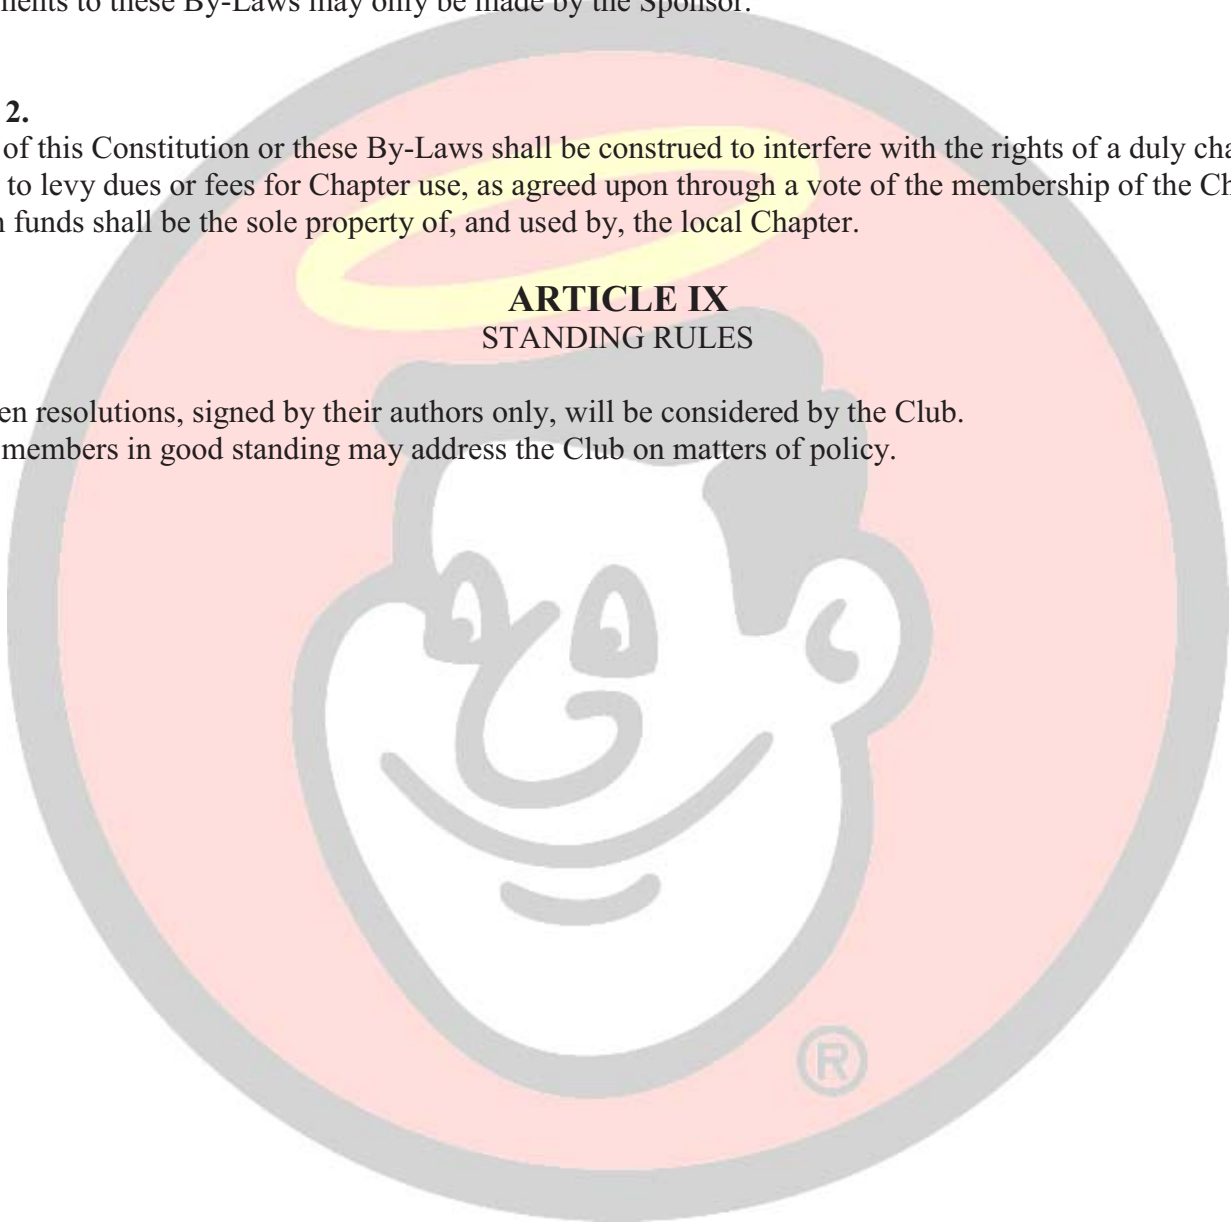 to these By-Laws may only be made by the Sponsor.
2.
of this Constitution or these By-Laws shall be construed to interfere with the rights of a duly
to levy dues or fees for Chapter use, as agreed upon through a vote of the membership of the
funds shall be the sole property of, and used by, the local Chapter.
ARTICLE IX
STANDING RULES
resolutions, signed by their authors only, will be considered by the Club.
members in good standing may address the Club on matters of policy.
®